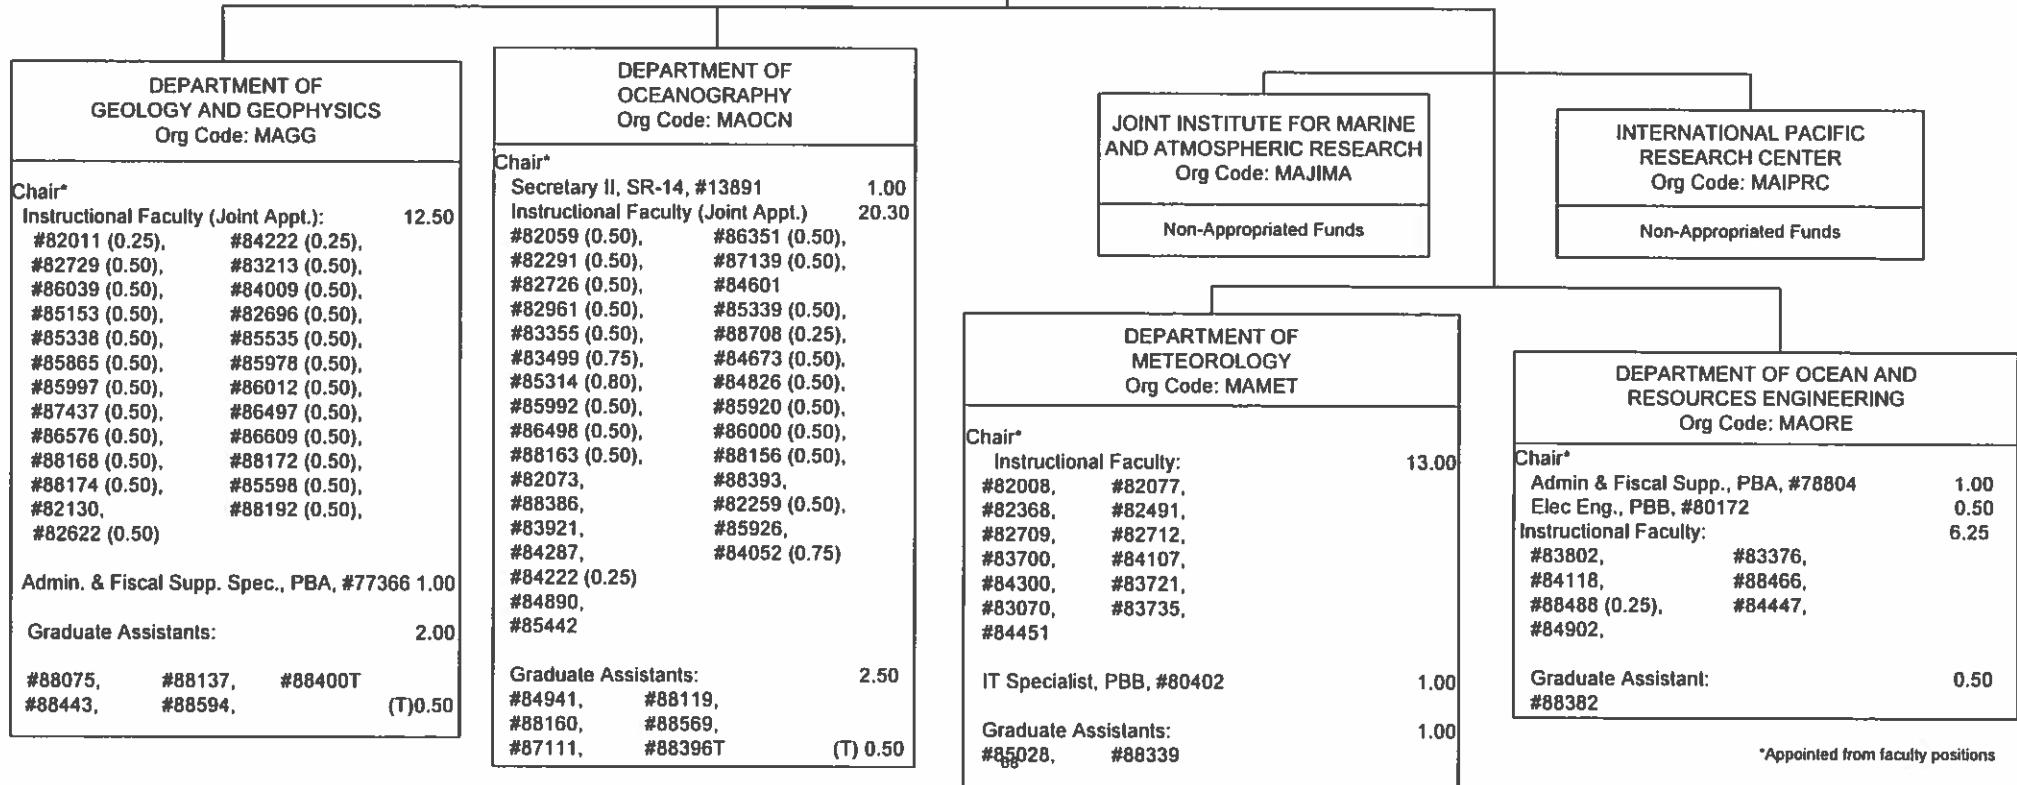 DEPARTMENT OF
GEOLOGY AND GEOPHYSICS
Org Code: MAGG
Chair*
Instructional Faculty (Joint Appt.): 12.50
#82011 (0.25), #84222 (0.25),
#82729 (0.50), #83213 (0.50),
#86039 (0.50), #84009 (0.50),
#85153 (0.50), #82696 (0.50),
#85338 (0.50), #85535 (0.50),
#85865 (0.50), #85978 (0.50),
#85997 (0.50), #86012 (0.50),
#87437 (0.50), #86497 (0.50),
#86576 (0.50), #86609 (0.50),
#88168 (0.50), #88172 (0.50),
#88174 (0.50), #85598 (0.50),
#82130, #88192 (0.50),
#82622 (0.50)
Admin. & Fiscal Supp. Spec., PBA, #77366 1.00
Graduate Assistants: 2.00
#88075, #88137, #88400T
#88443, #88594, (T)0.50
DEPARTMENT OF
OCEANOGRAPHY
Org Code: MAOCN
Chair*
Secretary II, SR-14, #13891 1.00
Instructional Faculty (Joint Appt.) 20.30
#82059 (0.50), #86351 (0.50),
#82291 (0.50), #87139 (0.50),
#82726 (0.50), #84601
#82961 (0.50), #85339 (0.50),
#83355 (0.50), #88708 (0.25),
#83499 (0.75), #84673 (0.50),
#85314 (0.80), #84826 (0.50),
#85992 (0.50), #85920 (0.50),
#86498 (0.50), #86000 (0.50),
#88163 (0.50), #88156 (0.50),
#82073, #88393,
#88386, #82259 (0.50),
#83921, #85926,
#84287, #84052 (0.75)
#84222 (0.25)
#84890,
#85442
Graduate Assistants: 2.50
#84941, #88119,
#88160, #88569,
#87111, #88396T (T) 0.50
JOINT INSTITUTE FOR MARINE
AND ATMOSPHERIC RESEARCH
Org Code: MAJIMA
Non-Appropriated Funds
INTERNATIONAL PACIFIC
RESEARCH CENTER
Org Code: MAIPRC
Non-Appropriated Funds
DEPARTMENT OF
METEOROLOGY
Org Code: MAMET
Chair*
Instructional Faculty: 13.00
#82008, #82077,
#82368, #82491,
#82709, #82712,
#83700, #84107,
#84300, #83721,
#83070, #83735,
#84451
IT Specialist, PBB, #80402 1.00
Graduate Assistants: 1.00
#85028, #88339
DEPARTMENT OF OCEAN AND
RESOURCES ENGINEERING
Org Code: MAORE
Chair*
Admin & Fiscal Supp., PBA, #78804 1.00
Elec Eng., PBB, #80172 0.50
Instructional Faculty: 6.25
#83802, #83376,
#84118, #88466,
#88488 (0.25), #84447,
#84902,
Graduate Assistant: 0.50
#88382
*Appointed from faculty positions